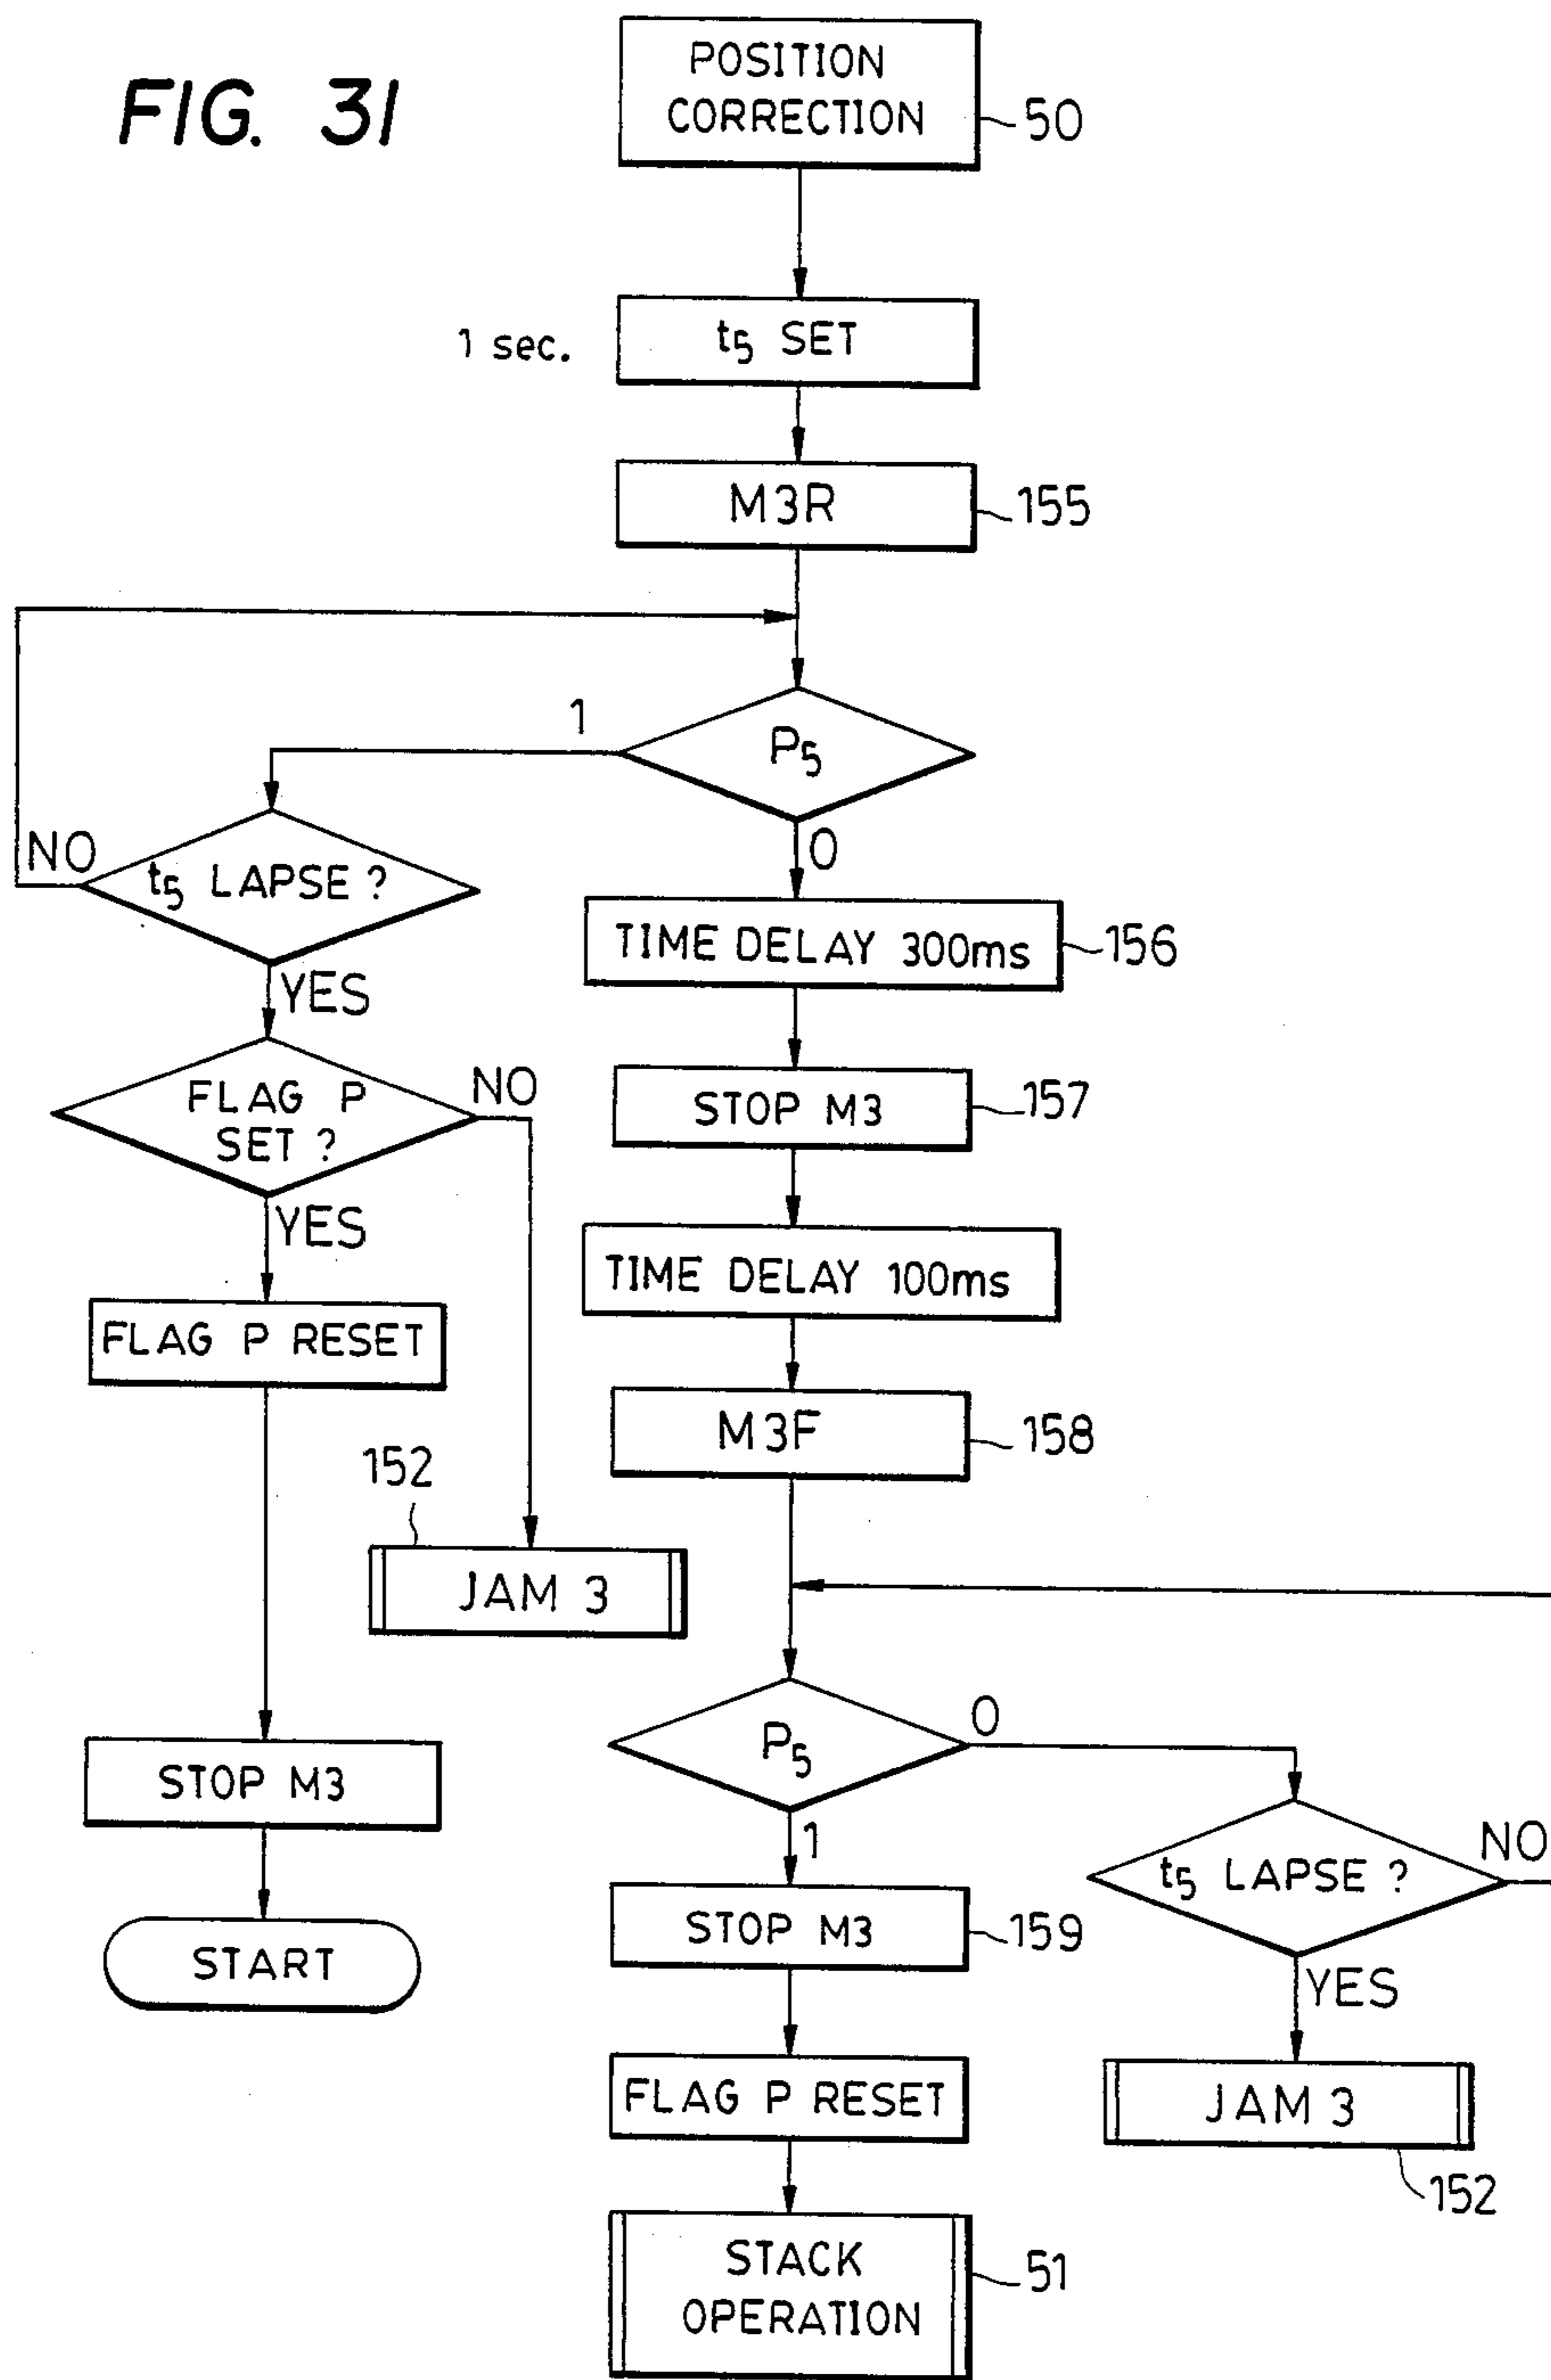 FIG. 31
POSITION
CORRECTION
50
1 sec.
t5 SET
M3R
155
P5
1
0
t5 LAPSE ?
NO
YES
TIME DELAY 300ms
156
FLAG P
SET ?
NO
YES
STOP M3
157
TIME DELAY 100ms
FLAG P RESET
M3F
158
152
JAM 3
P5
0
1
STOP M3
t5 LAPSE ?
NO
YES
STOP M3
159
START
FLAG P RESET
JAM 3
152
STACK
OPERATION
51